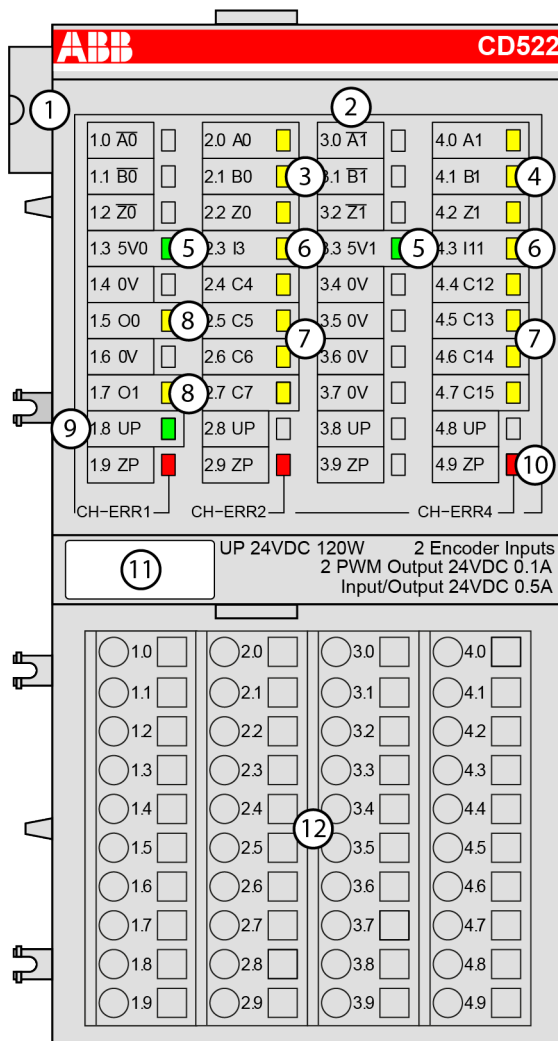 ABB CD522
1 2
1.0 A̅0̅ 2.0 A0 3.0 A̅1̅ 4.0 A1
1.1 B̅0̅ 2.1 B0 3 3.1 B̅1̅ 4.1 B1 4
1.2 Z̅0̅ 2.2 Z0 3.2 Z̅1̅ 4.2 Z1
1.3 5V0 5 2.3 I3 6 3.3 5V1 5 4.3 I11 6
1.4 0V 2.4 C4 3.4 0V 4.4 C12
1.5 O0 8 2.5 C5 3.5 0V 4.5 C13
7 7
1.6 0V 2.6 C6 3.6 0V 4.6 C14
1.7 O1 8 2.7 C7 3.7 0V 4.7 C15
9 1.8 UP 2.8 UP 3.8 UP 4.8 UP
1.9 ZP 2.9 ZP 3.9 ZP 4.9 ZP 10
CH-ERR1 CH-ERR2 CH-ERR4
11
UP 24VDC 120W 2 Encoder Inputs
2 PWM Output 24VDC 0.1A
Input/Output 24VDC 0.5A
1.0 2.0 3.0 4.0
1.1 2.1 3.1 4.1
1.2 2.2 3.2 4.2
1.3 2.3 3.3 4.3
1.4 2.4 3.4 4.4
12
1.5 2.5 3.5 4.5
1.6 2.6 3.6 4.6
1.7 2.7 3.7 4.7
1.8 2.8 3.8 4.8
1.9 2.9 3.9 4.9